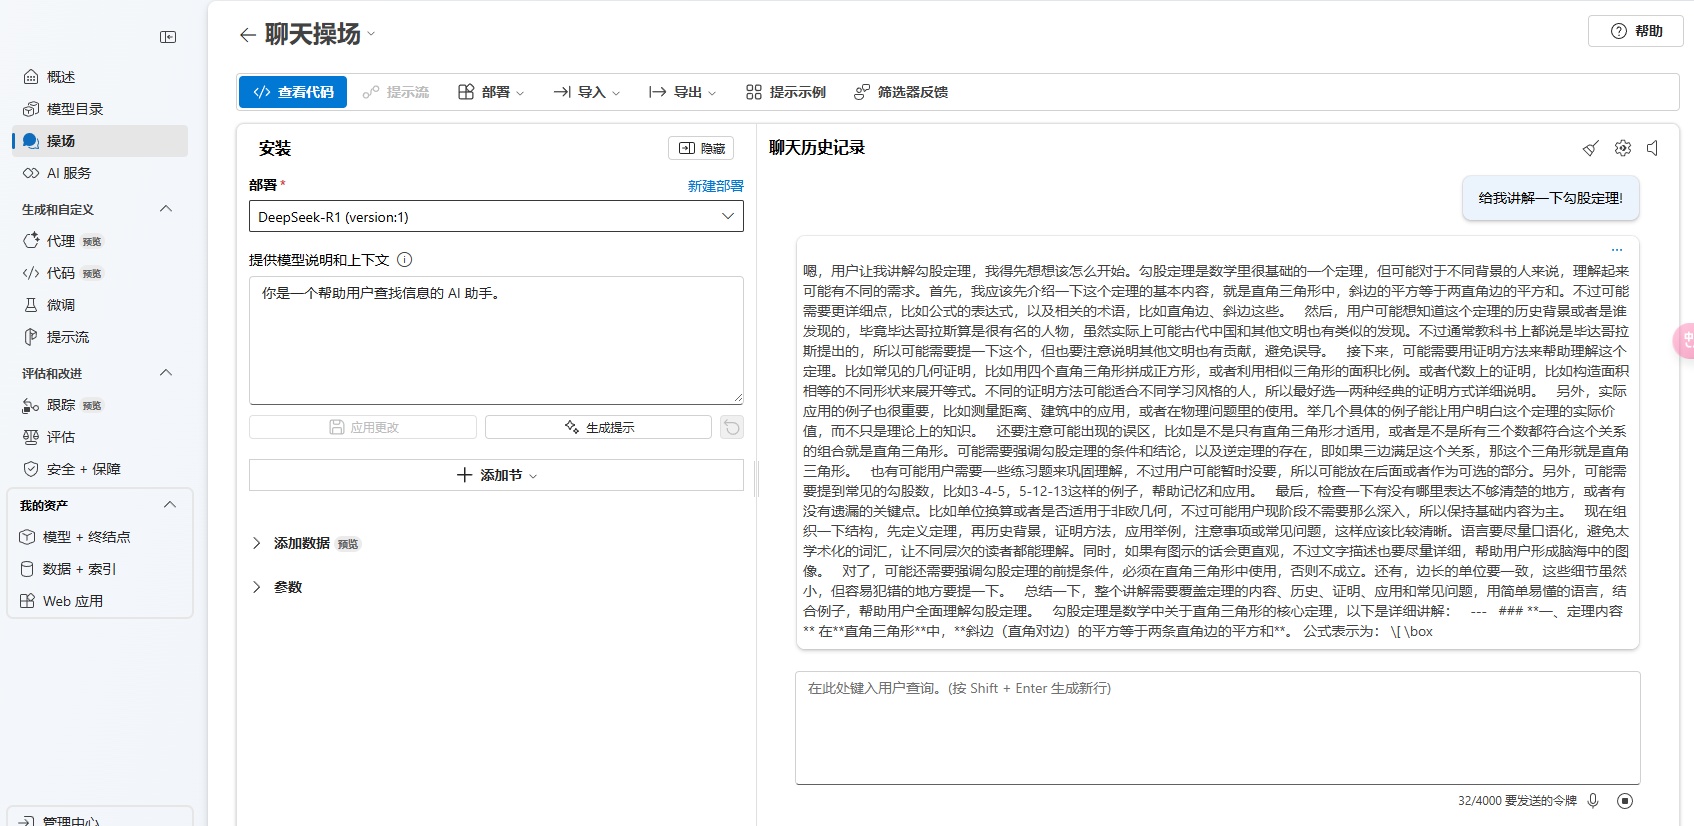 聊天操场
帮助
概述
模型目录
操场
AI 服务
生成和自定义
代理 预览
代码 预览
微调
提示流
评估和改进
跟踪 预览
评估
安全 + 保障
我的资产
模型 + 终结点
数据 + 索引
Web 应用
管理中心
查看代码 提示流 部署 导入 导出 提示示例 筛选器反馈
安装
隐藏
部署 *
新建部署
DeepSeek-R1 (version:1)
提供模型说明和上下文
你是一个帮助用户查找信息的 AI 助手。
应用更改
生成提示
添加节
添加数据 预览
参数
聊天历史记录
给我讲解一下勾股定理!
嗯，用户让我讲解勾股定理，我得先想想该怎么开始。勾股定理是数学里很基础的一个定理，但可能对于不同背景的人来说，理解起来
可能有不同的需求。首先，我应该先介绍一下这个定理的基本内容，就是直角三角形中，斜边的平方等于两直角边的平方和。不过可能
需要更详细点，比如公式的表达式，以及相关的术语，比如直角边、斜边这些。 然后，用户可能想知道这个定理的历史背景或者是谁
发现的，毕竟毕达哥拉斯算是很有名的人物，虽然实际上可能古代中国和其他文明也有类似的发现。不过通常教科书上都说是毕达哥拉
斯提出的，所以可能需要提一下这个，但也要注意说明其他文明也有贡献，避免误导。 接下来，可能需要用证明方法来帮助理解这个
定理。比如常见的几何证明，比如用四个直角三角形拼成正方形，或者利用相似三角形的面积比例。或者代数上的证明，比如构造面积
相等的不同形状来展开等式。不同的证明方法可能适合不同学习风格的人，所以最好选一两种经典的证明方式详细说明。 另外，实际
应用的例子也很重要，比如测量距离、建筑中的应用，或者在物理问题里的使用。举几个具体的例子能让用户明白这个定理的实际价
值，而不只是理论上的知识。 还要注意可能出现的误区，比如是不是只有直角三角形才适用，或者是不是所有三个数都符合这个关系
的组合就是直角三角形。可能需要强调勾股定理的条件和结论，以及逆定理的存在，即如果三边满足这个关系，那这个三角形就是直角
三角形。 也有可能用户需要一些练习题来巩固理解，不过用户可能暂时没要，所以可能放在后面或者作为可选的部分。另外，可能需
要提到常见的勾股数，比如3-4-5，5-12-13这样的例子，帮助记忆和应用。 最后，检查一下有没有哪里表达不够清楚的地方，或者有
没有遗漏的关键点。比如单位换算或者是否适用于非欧几何，不过可能用户现阶段不需要那么深入，所以保持基础内容为主。 现在组
织一下结构，先定义定理，再历史背景，证明方法，应用举例，注意事项或常见问题，这样应该比较清晰。语言要尽量口语化，避免太
学术化的词汇，让不同层次的读者都能理解。同时，如果有图示的话会更直观，不过文字描述也要尽量详细，帮助用户形成脑海中的图
像。 对了，可能还需要强调勾股定理的前提条件，必须在直角三角形中使用，否则不成立。还有，边长的单位要一致，这些细节虽然
小，但容易犯错的地方要提一下。 总结一下，整个讲解需要覆盖定理的内容、历史、证明、应用和常见问题，用简单易懂的语言，结
合例子，帮助用户全面理解勾股定理。 勾股定理是数学中关于直角三角形的核心定理，以下是详细讲解： --- ### **一、定理内容
** 在**直角三角形**中，**斜边（直角对边）的平方等于两条直角边的平方和**。 公式表示为： \[ \box
在此处键入用户查询。(按 Shift + Enter 生成新行)
32/4000 要发送的令牌